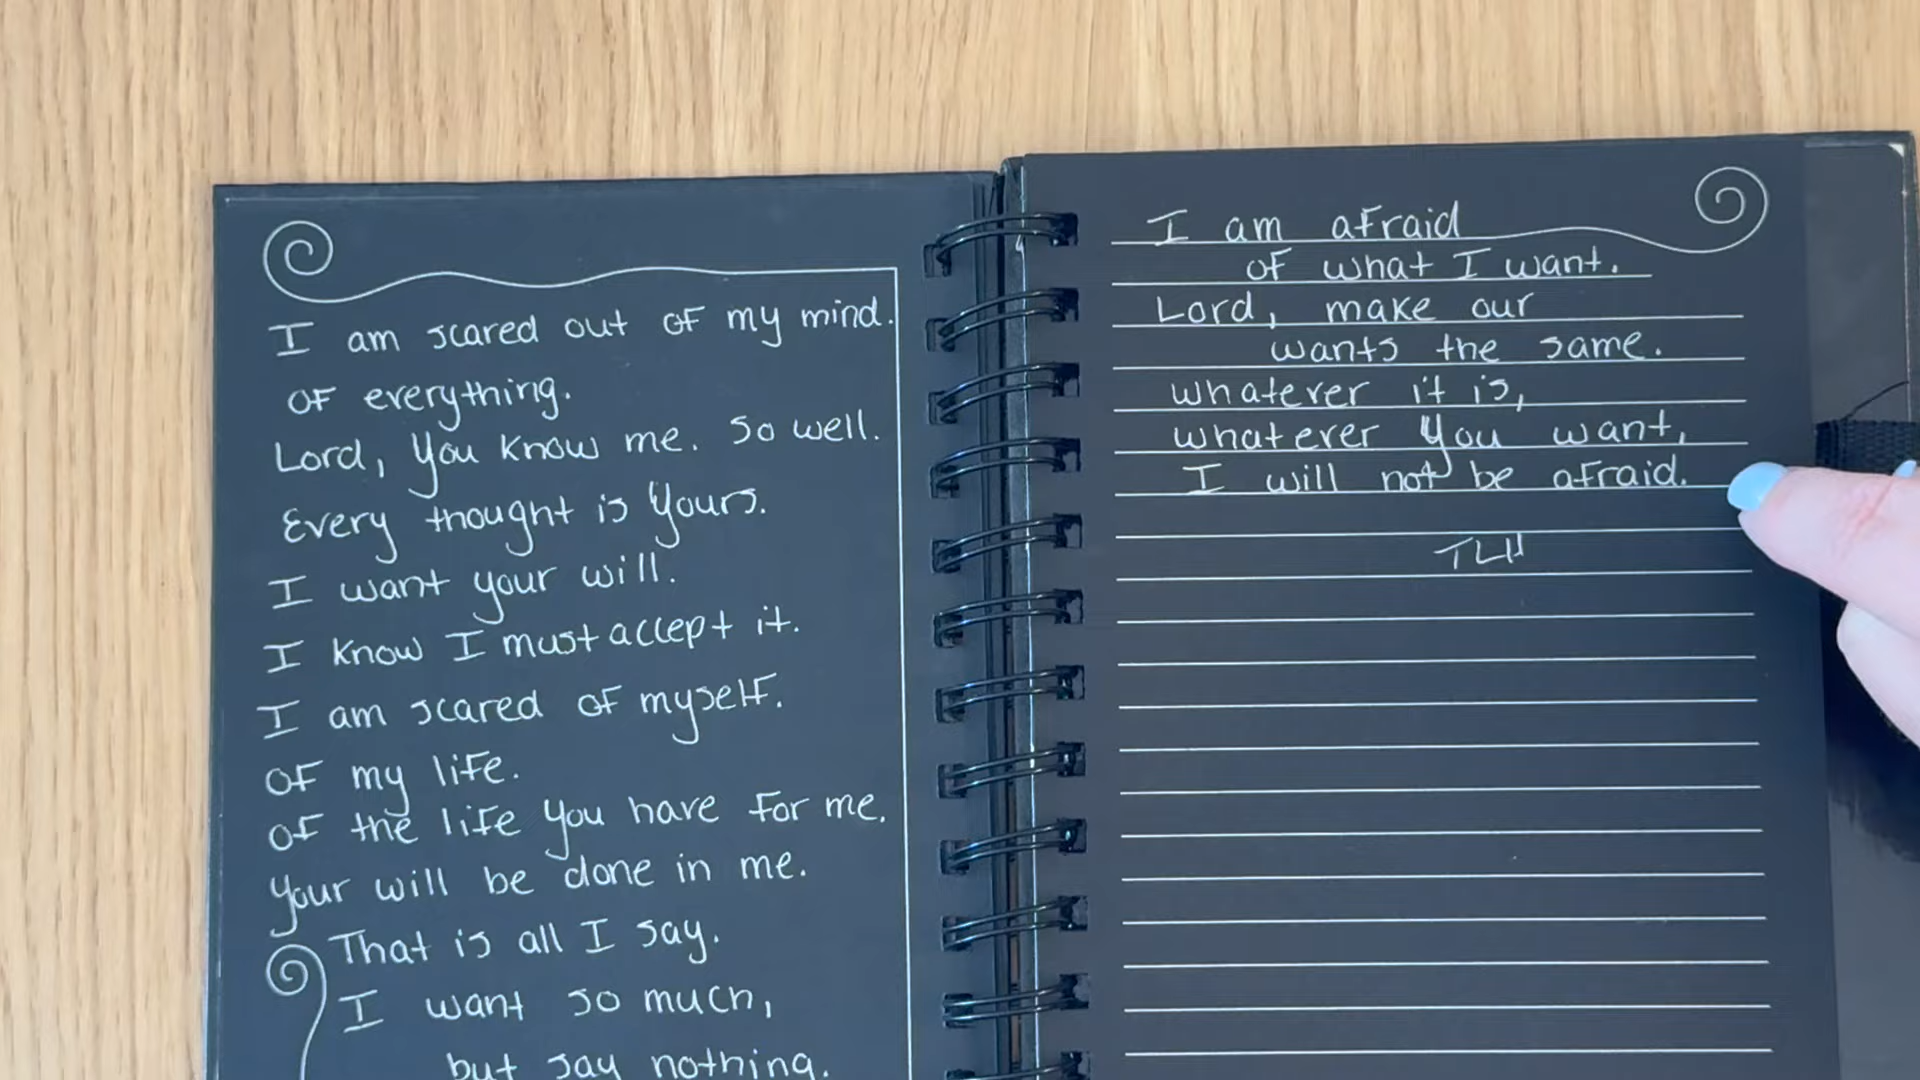 I am scared out of my mind.
of everything.
Lord, You know me. So well.
Every thought is Yours.
I want your will.
I know I must accept it.
I am scared of myself.
of my life.
of the life You have for me.
Your will be done in me.
That is all I say.
I want so much,
but say nothing.
I am afraid
of what I want.
Lord, make our
wants the same.
whatever it is,
whatever You want,
I will not be afraid.
TLH